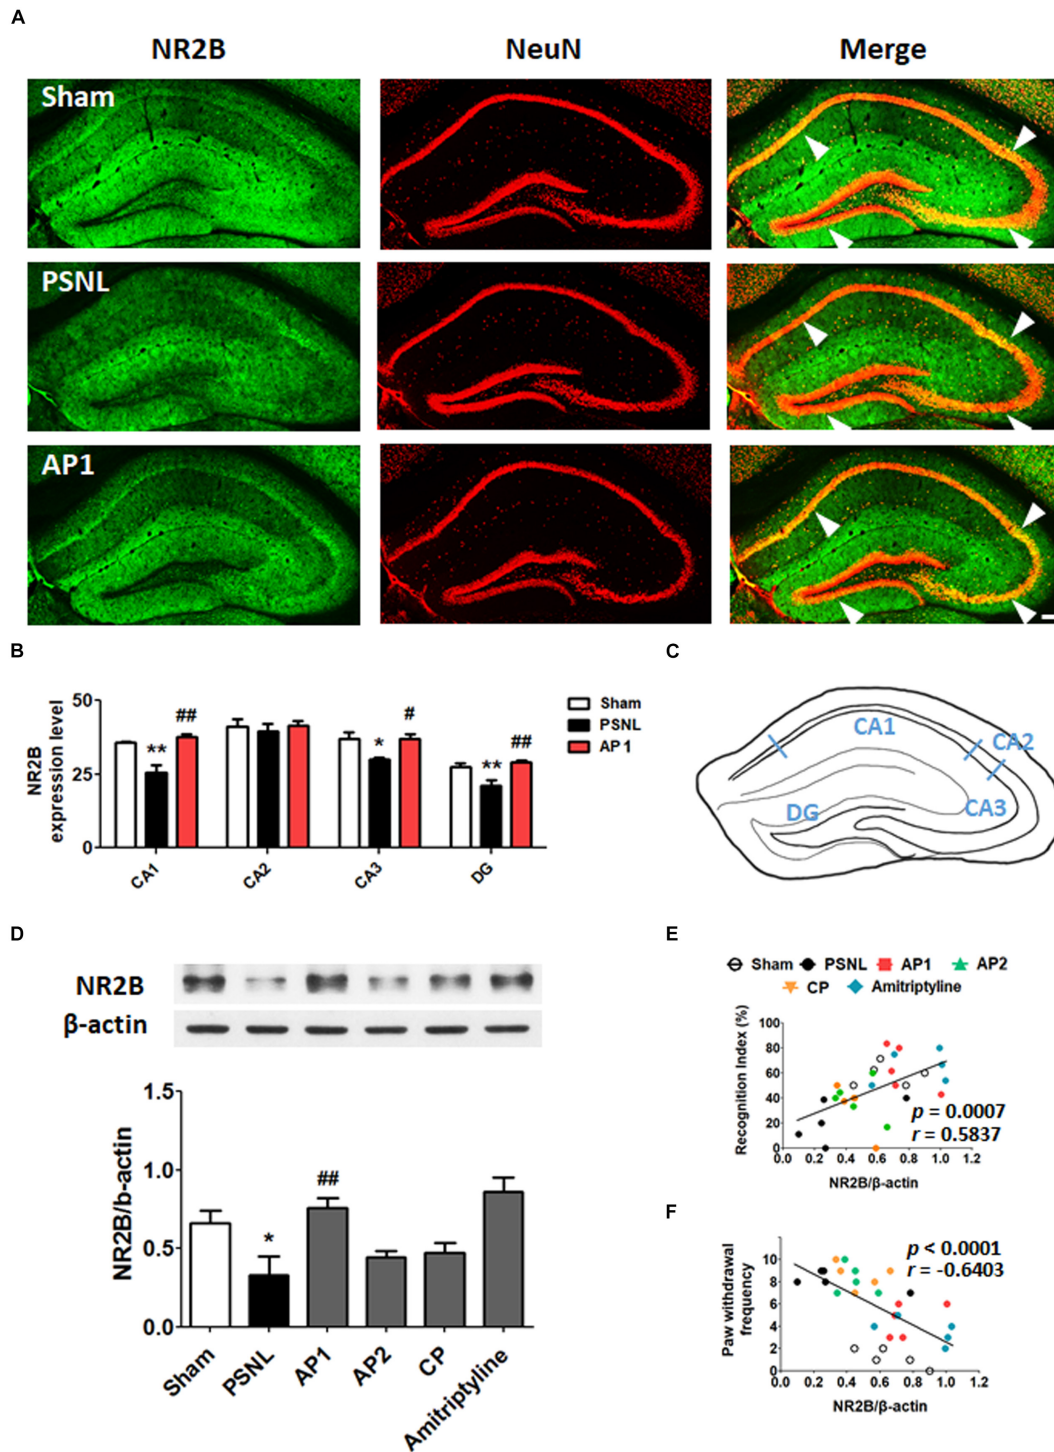 A
NR2B NeuN Merge
Sham
PSNL
AP1
B
NR2B
expression level
50
25
0
## ** # * ## **
CA1 CA2 CA3 DG
Sham
PSNL
AP1
C
CA1 CA2
CA3
DG
D
NR2B
β-actin
NR2B/b-actin
1.5
1.0
0.5
0.0
* ##
Sham PSNL AP1 AP2 CP Amitriptyline
E
Sham PSNL AP1 AP2
CP Amitriptyline
Recognition Index (%)
100
80
60
40
20
0
p = 0.0007
r = 0.5837
0.0 0.2 0.4 0.6 0.8 1.0 1.2
NR2B/β-actin
F
Paw withdrawal
frequency
10
8
6
4
2
0
p < 0.0001
r = -0.6403
0.0 0.2 0.4 0.6 0.8 1.0 1.2
NR2B/β-actin